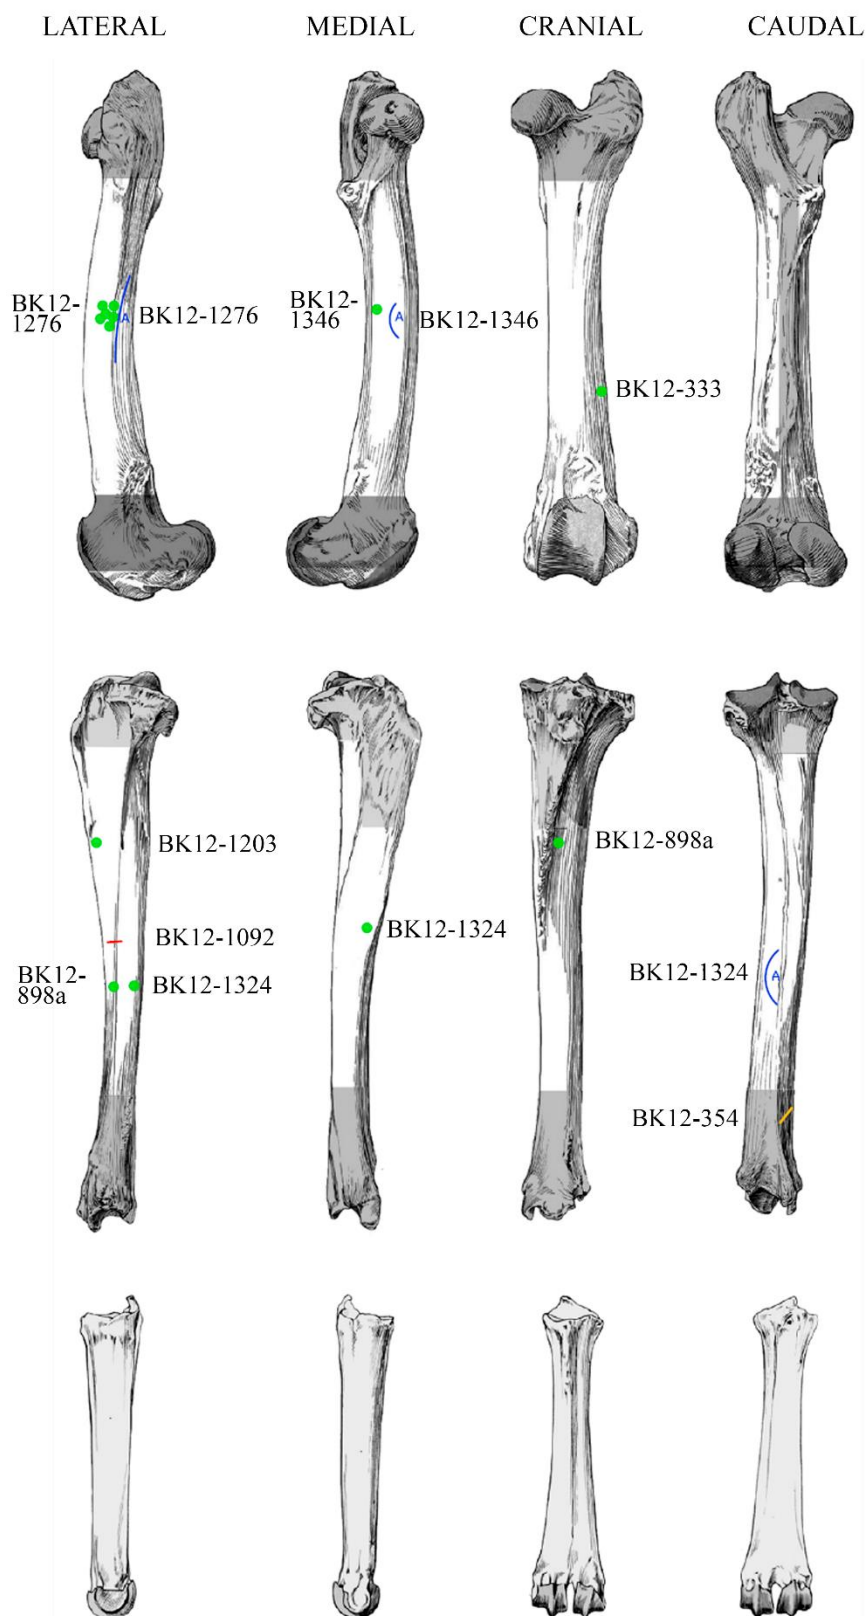 LATERAL MEDIAL CRANIAL CAUDAL
BK12-
1276
A
BK12-1276
BK12-
1346
A
BK12-1346
BK12-333
BK12-1203
BK12-1092
BK12-
898a
BK12-1324
BK12-1324
BK12-898a
BK12-1324
A
BK12-354